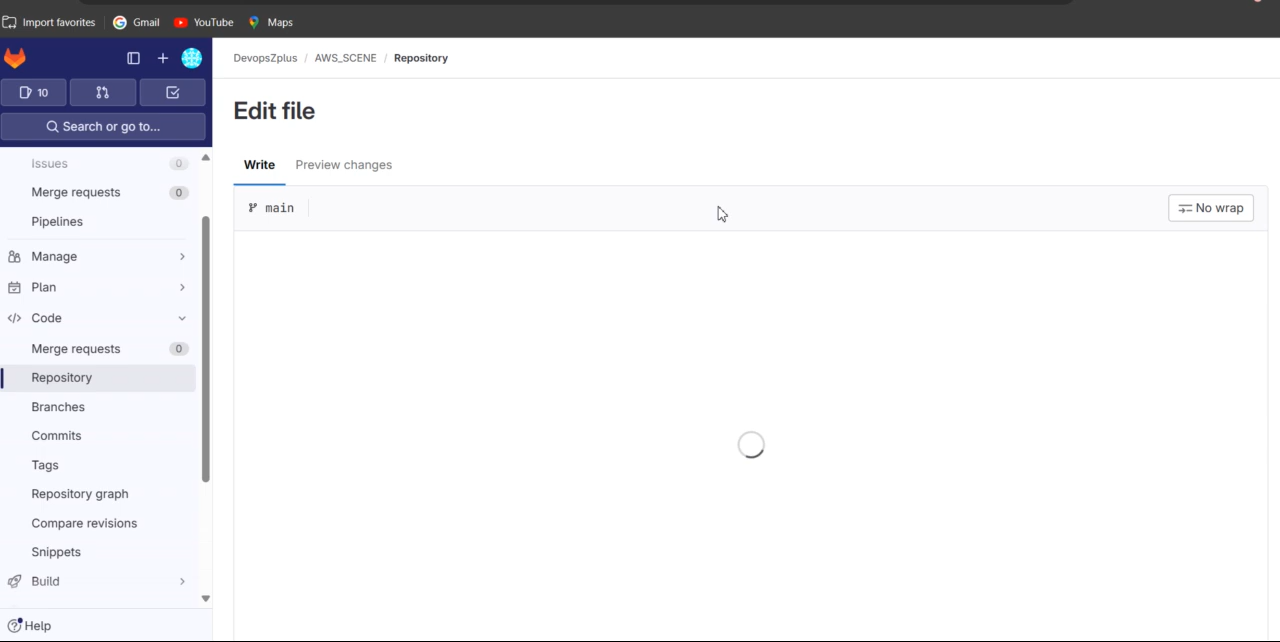 Import favorites
Gmail
YouTube
Maps
10
Search or go to...
Issues 0
Merge requests 0
Pipelines
Manage
Plan
Code
Merge requests 0
Repository
Branches
Commits
Tags
Repository graph
Compare revisions
Snippets
Build
Help
DevopsZplus / AWS_SCENE / Repository
Edit file
Write Preview changes
main
No wrap